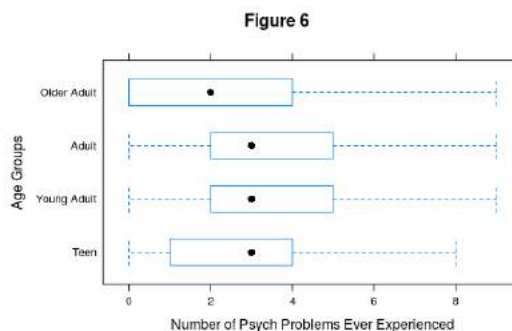 Figure 6
Older Adult
Adult
Young Adult
Teen
Age Groups
0 2 4 6 8
Number of Psych Problems Ever Experienced